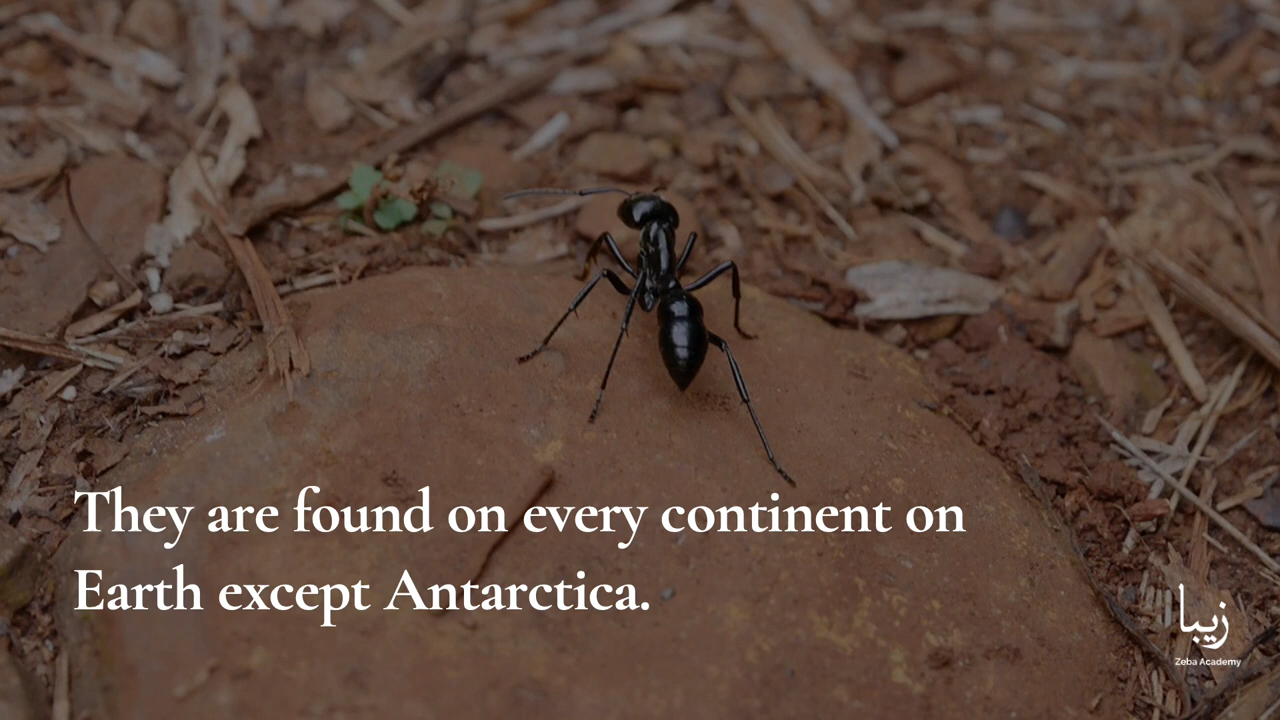 They are found on every continent on
Earth except Antarctica.
زیبا
Zeba Academy